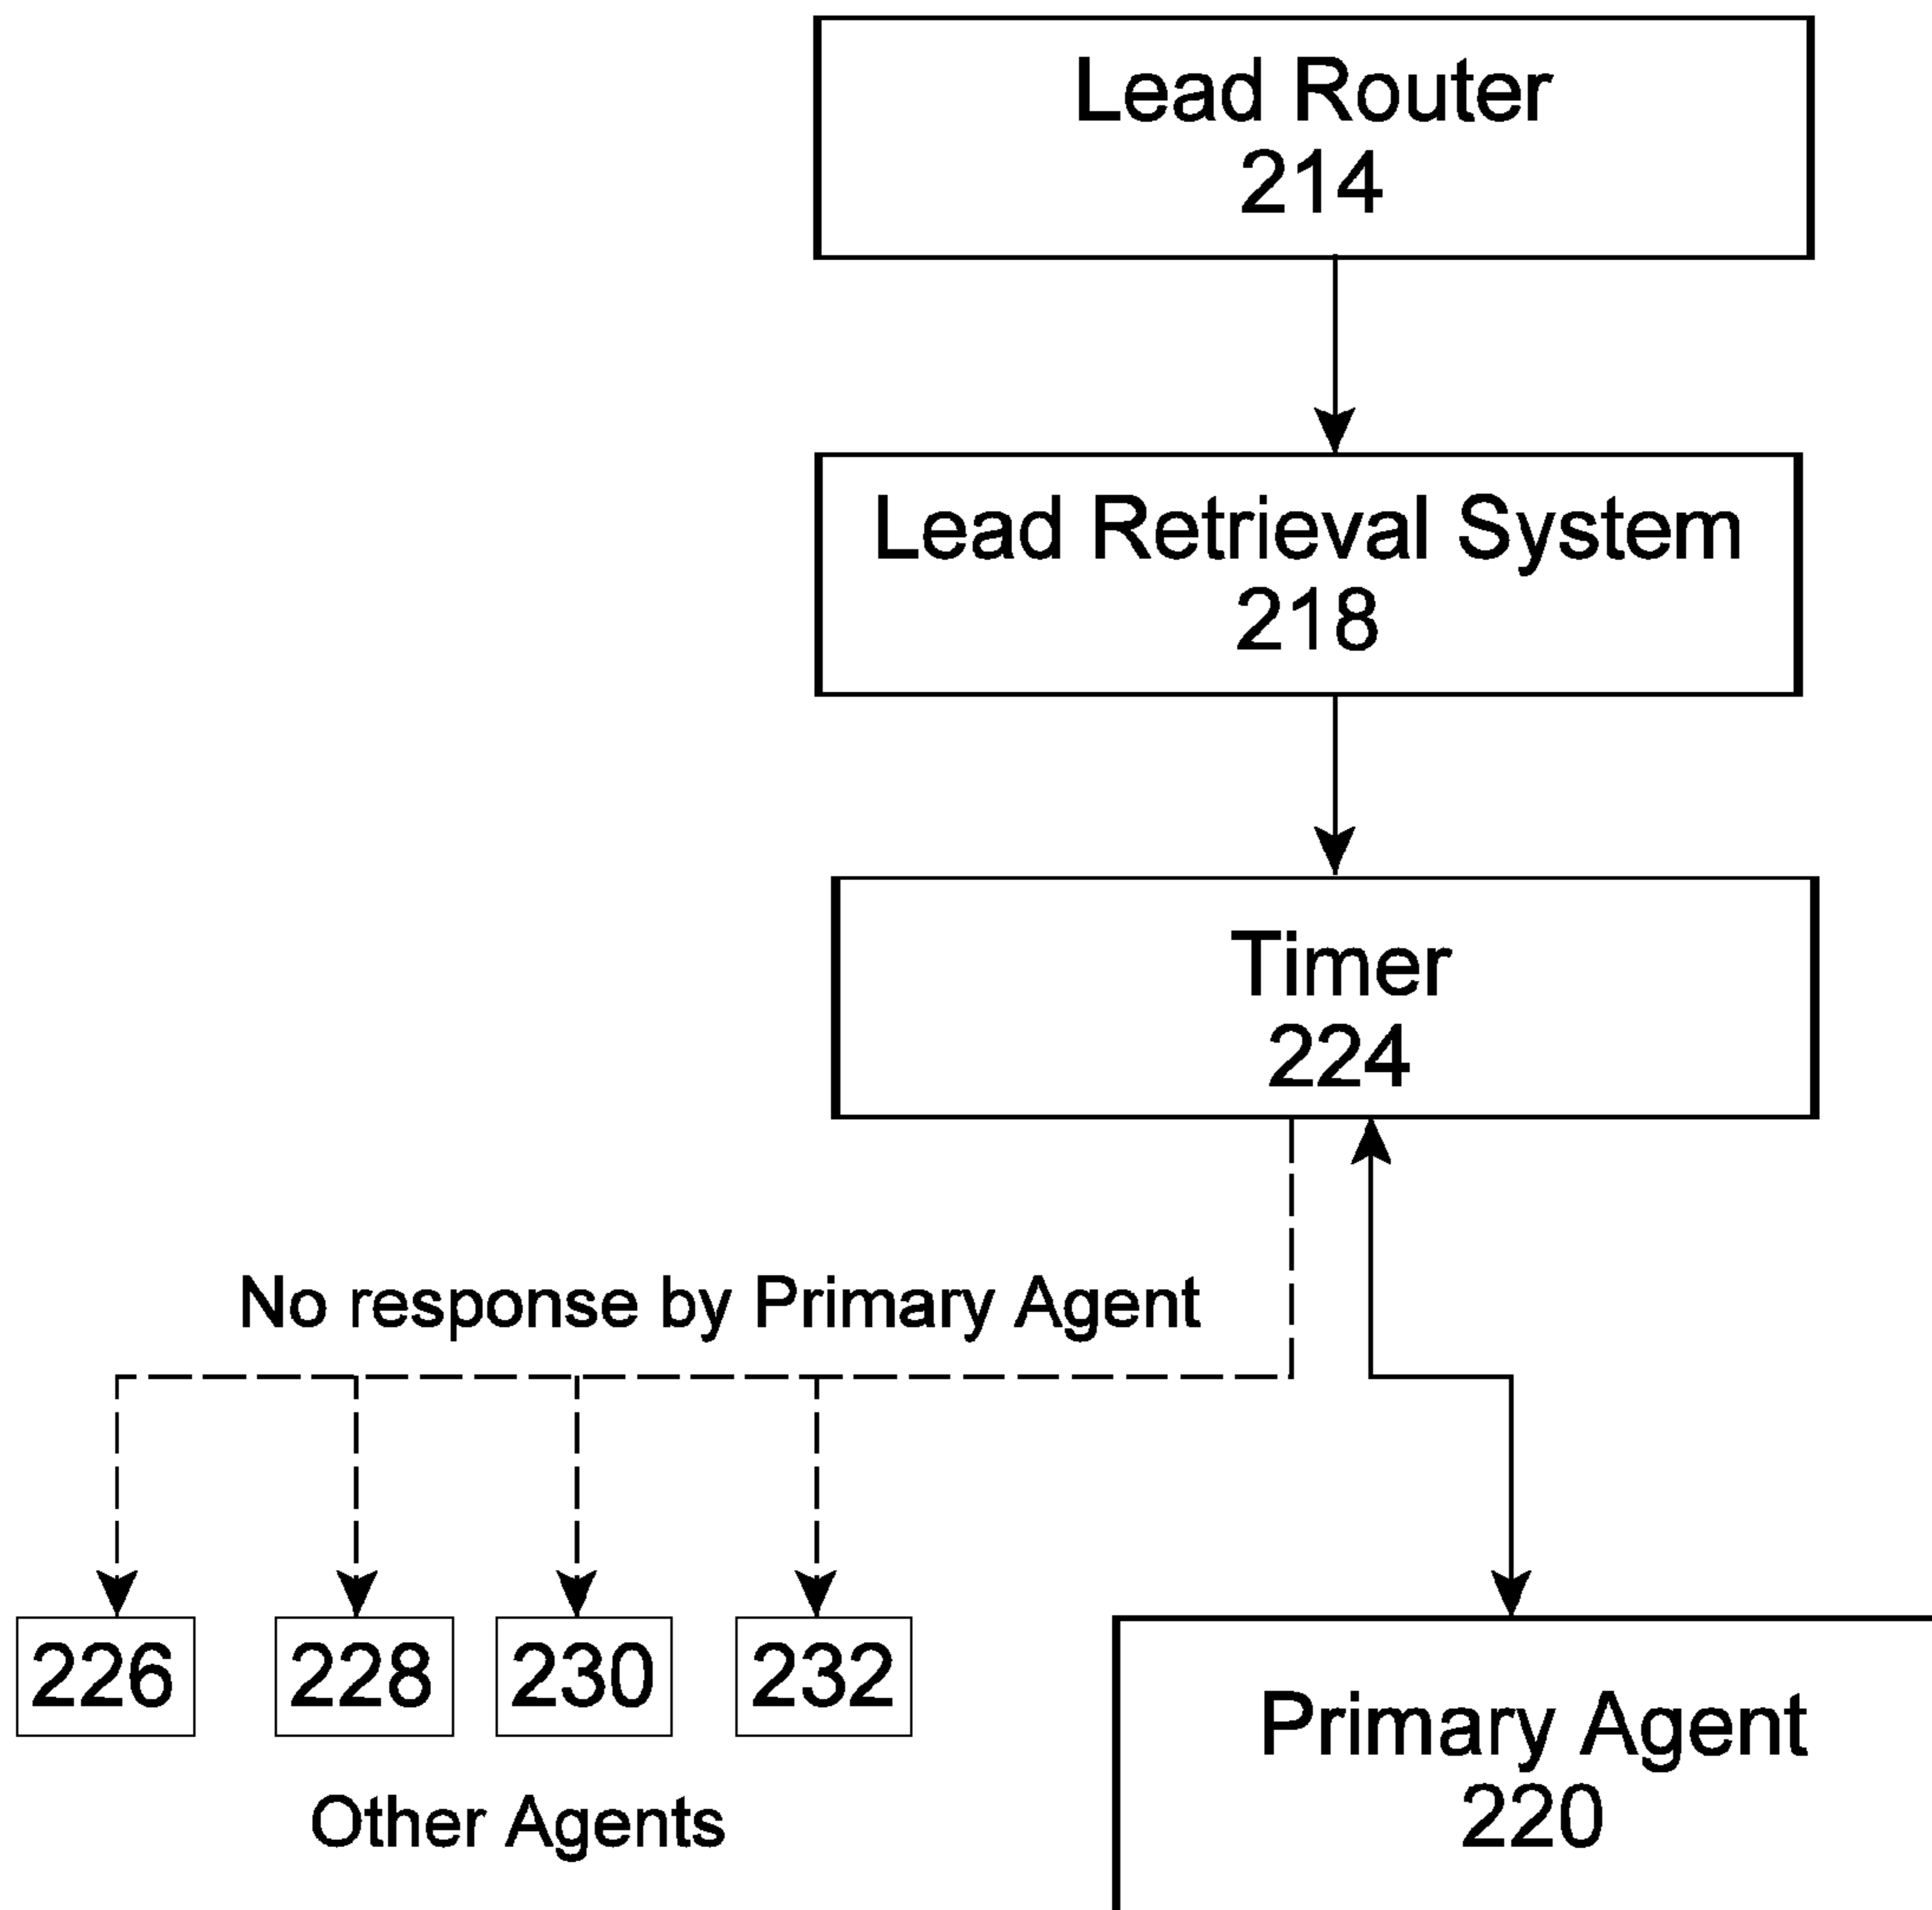 Lead Router
214
Lead Retrieval System
218
Timer
224
No response by Primary Agent
226
228
230
232
Other Agents
Primary Agent
220